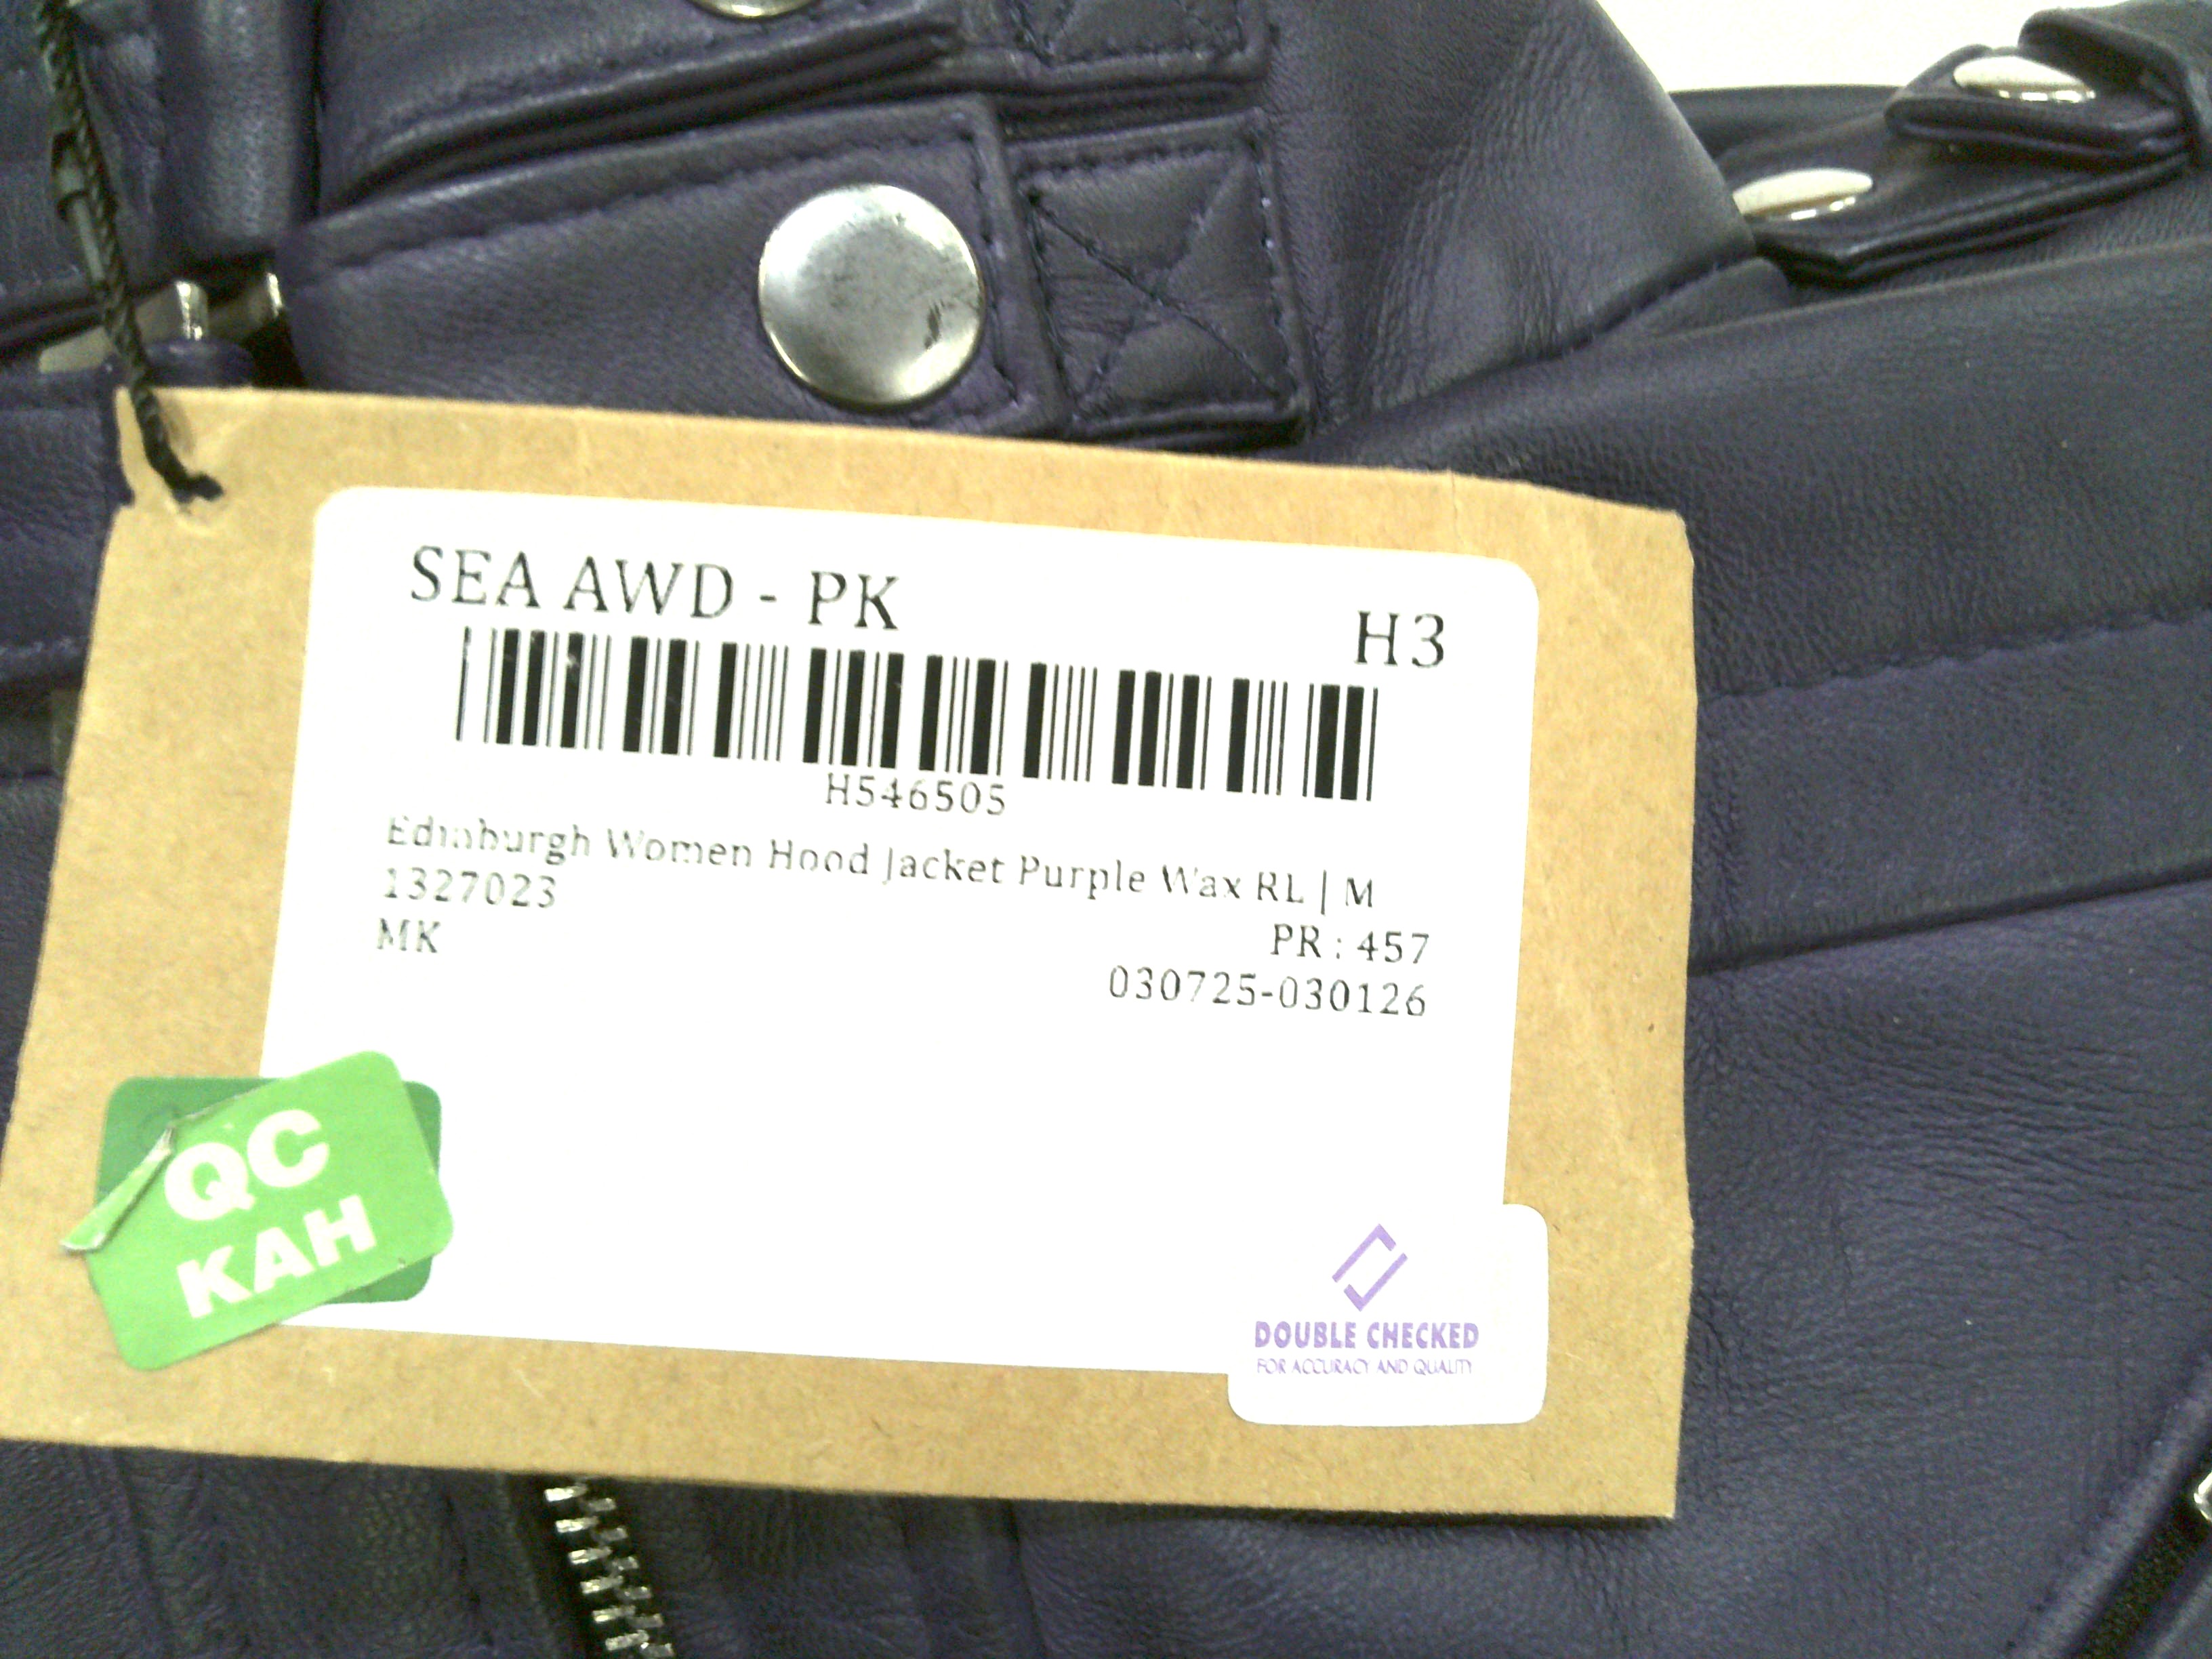 SEA AWD - PK
H3
H546505
Edinburgh Women Hood Jacket Purple Wax RL | M
1327023
MK
PR : 457
030725-030126
QC
KAH
DOUBLE CHECKED
FOR ACCURACY AND QUALITY